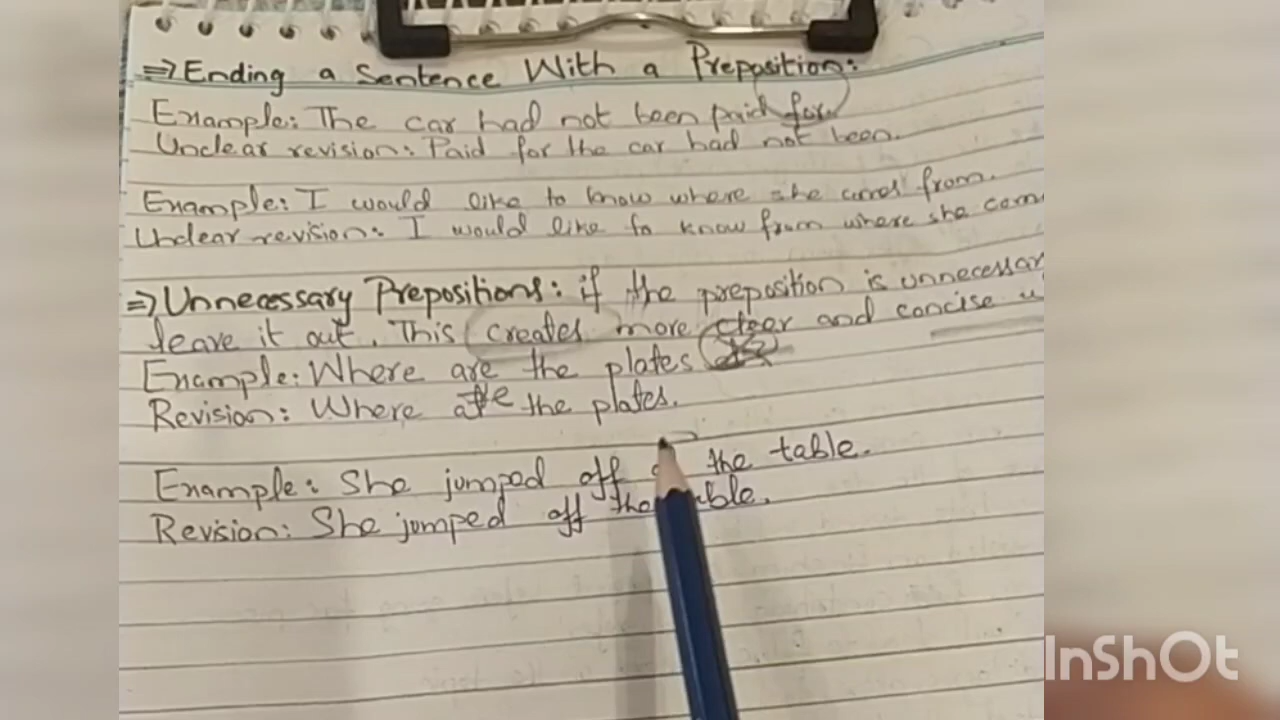 ⇒ Ending a Sentence With a Preposition:
Example: The car had not been paid for.
Unclear revision: Paid for the car had not been.
Example: I would like to know where she comes from.
Unclear revision: I would like to know from where she com
⇒ Unnecessary Prepositions: if the preposition is unnecessar
leave it out. This creates more clear and concise
Example: Where are the plates
Revision: Where are the plates.
Example: She jumped off the table.
Revision: She jumped off the
InShOt